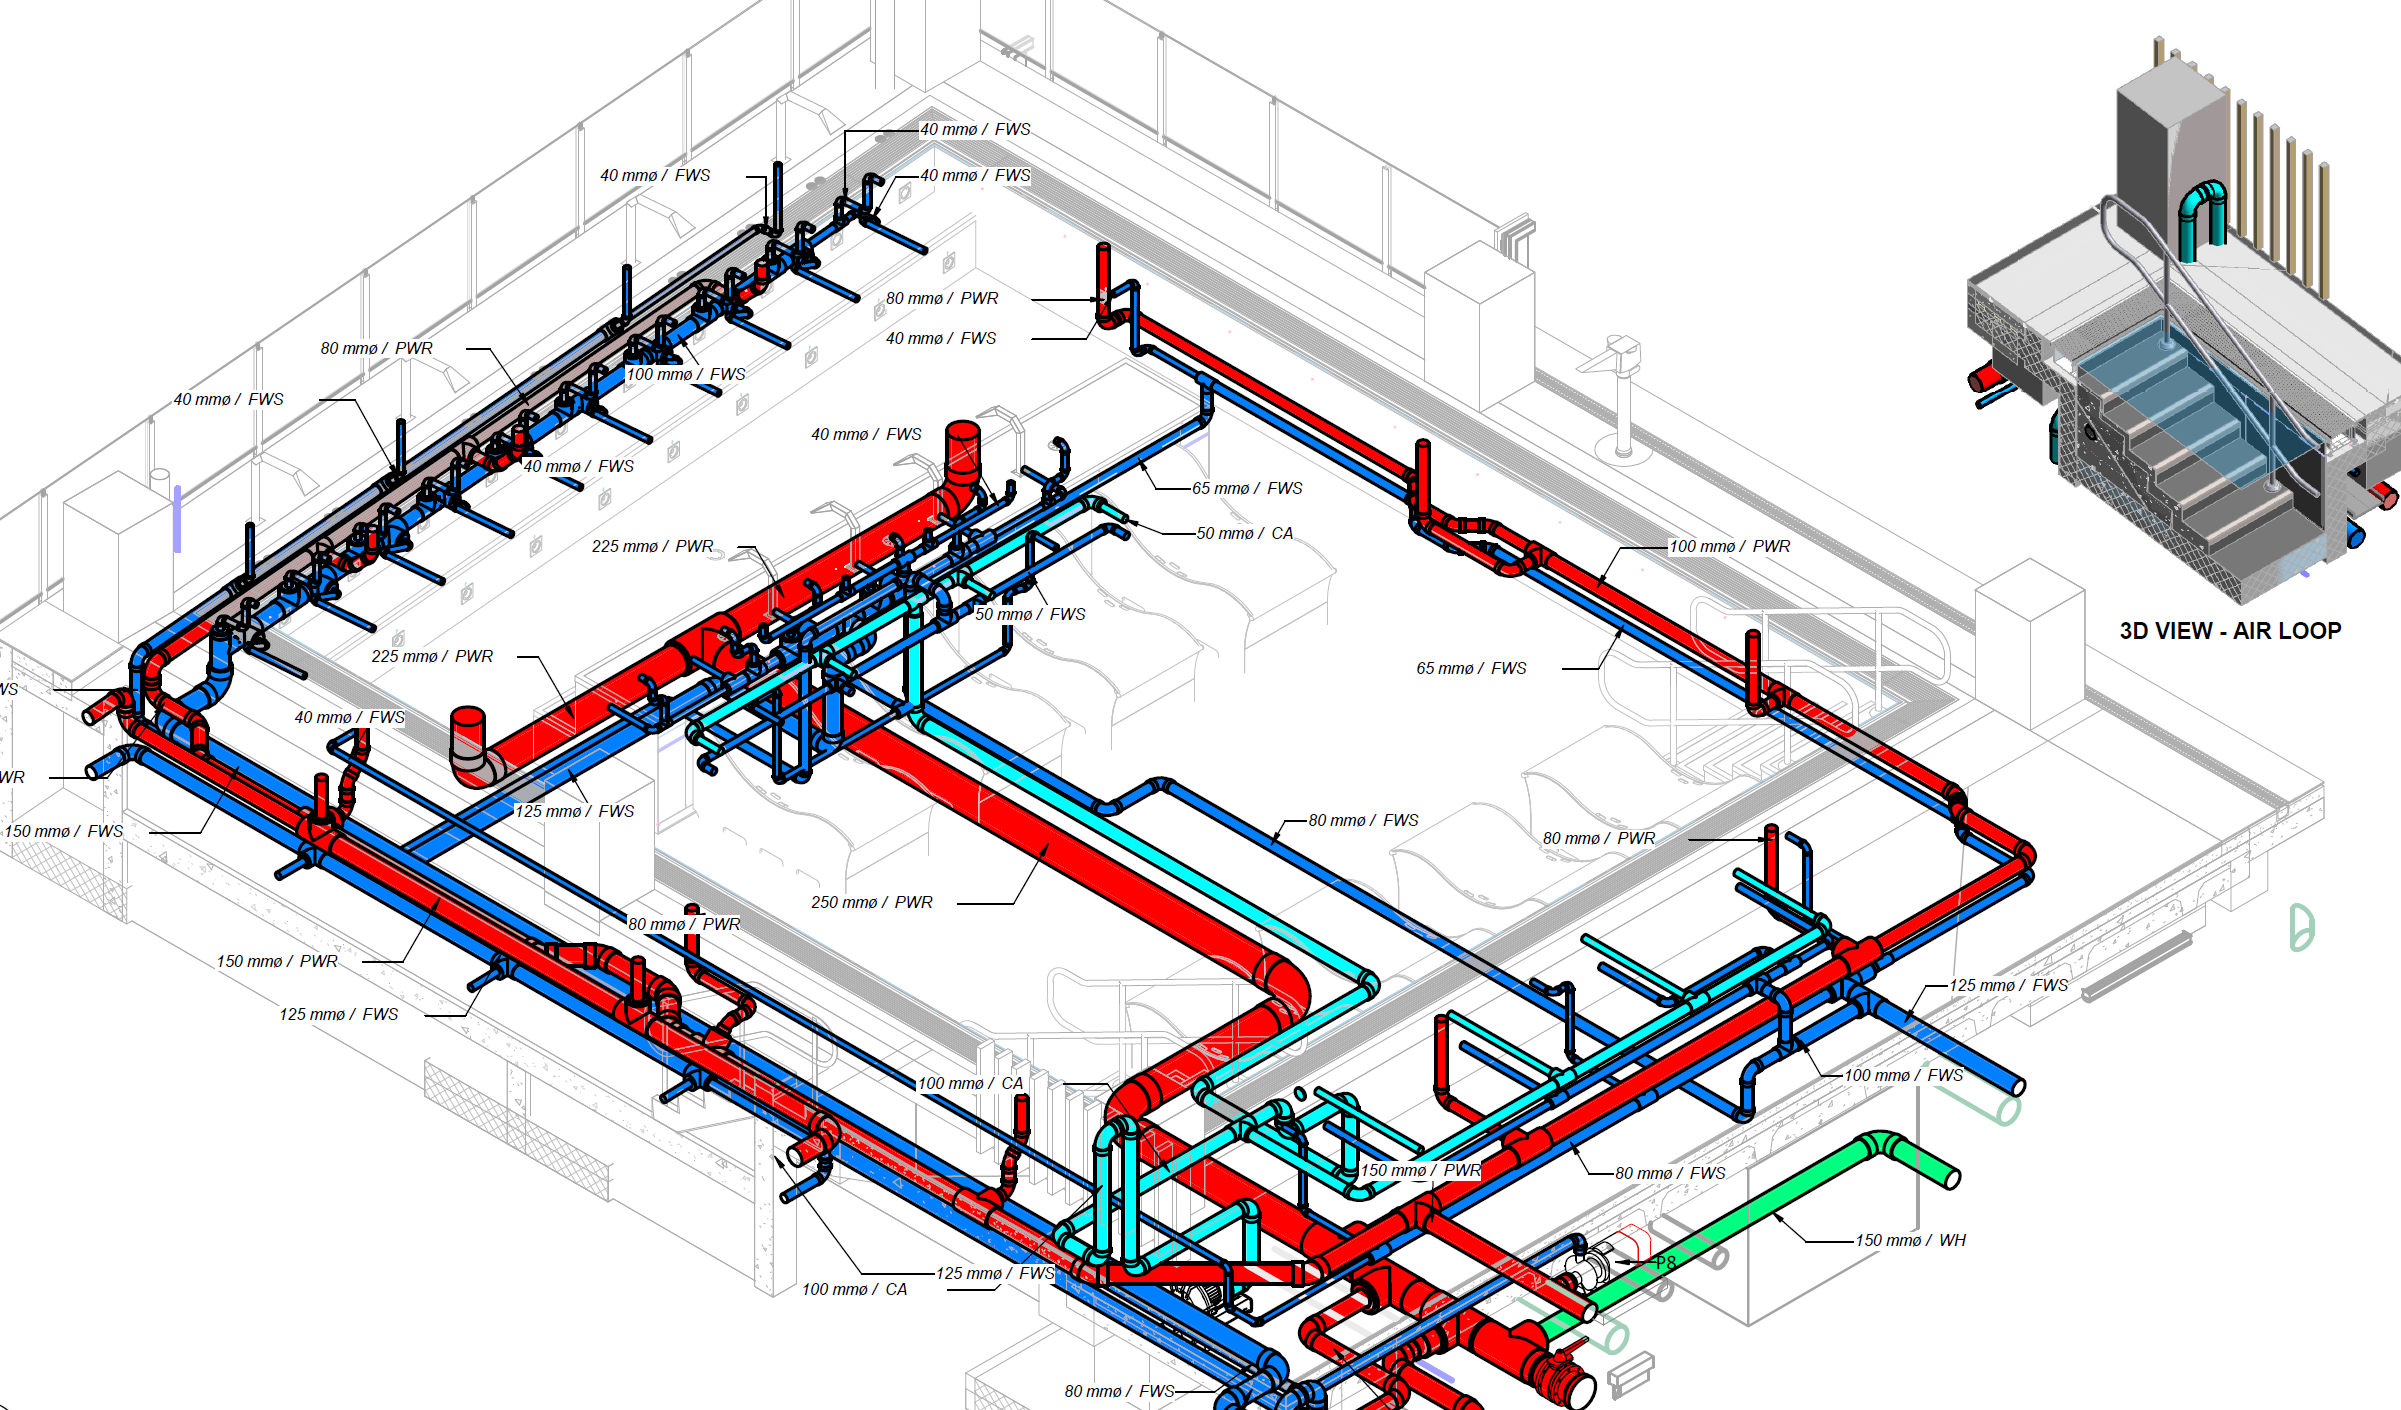 40 mmø / FWS
40 mmø / FWS
40 mmø / FWS
80 mmø / PWR
40 mmø / FWS
80 mmø / PWR
100 mmø / FWS
40 mmø / FWS
40 mmø / FWS
40 mmø / FWS
65 mmø / FWS
50 mmø / CA
225 mmø / PWR
100 mmø / PWR
50 mmø / FWS
3D VIEW - AIR LOOP
225 mmø / PWR
65 mmø / FWS
WS
40 mmø / FWS
WR
125 mmø / FWS
80 mmø / FWS
150 mmø / FWS
80 mmø / PWR
250 mmø / PWR
80 mmø / PWR
150 mmø / PWR
125 mmø / FWS
125 mmø / FWS
100 mmø / FWS
100 mmø / CA
150 mmø / PWR
80 mmø / FWS
150 mmø / WH
P8
125 mmø / FWS
100 mmø / CA
80 mmø / FWS